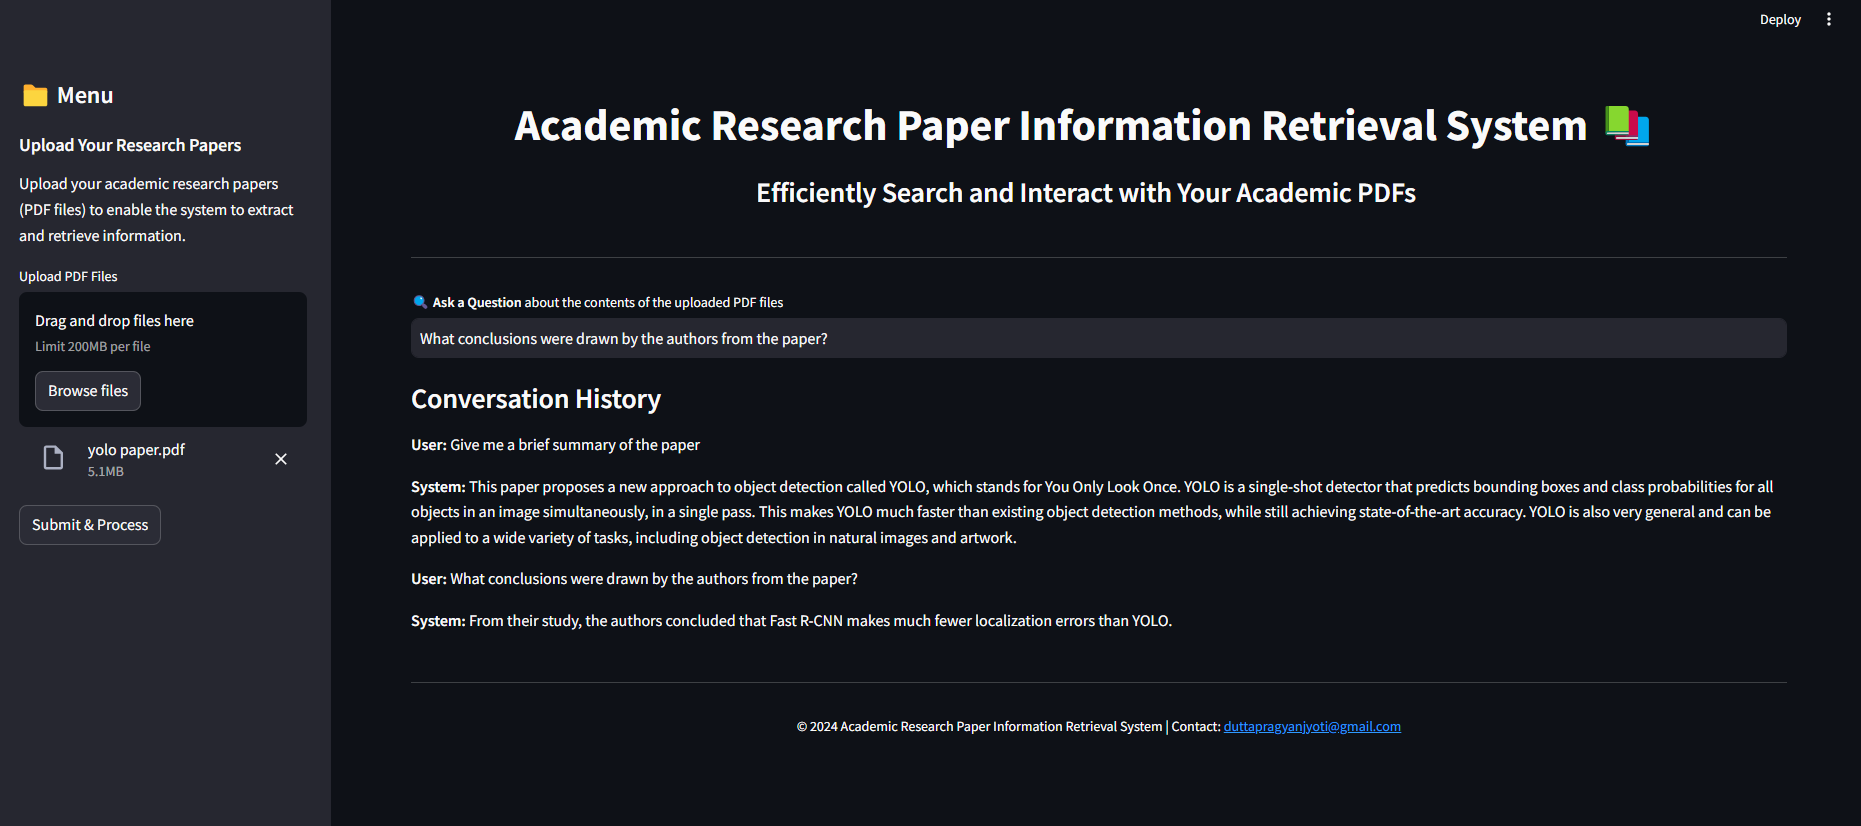 Deploy
Menu
Upload Your Research Papers
Upload your academic research papers
(PDF files) to enable the system to extract
and retrieve information.
Upload PDF Files
Drag and drop files here
Limit 200MB per file
Browse files
yolo paper.pdf
5.1MB
Submit & Process
Academic Research Paper Information Retrieval System
Efficiently Search and Interact with Your Academic PDFs
Ask a Question about the contents of the uploaded PDF files
What conclusions were drawn by the authors from the paper?
Conversation History
User: Give me a brief summary of the paper
System: This paper proposes a new approach to object detection called YOLO, which stands for You Only Look Once. YOLO is a single-shot detector that predicts bounding boxes and class probabilities for all
objects in an image simultaneously, in a single pass. This makes YOLO much faster than existing object detection methods, while still achieving state-of-the-art accuracy. YOLO is also very general and can be
applied to a wide variety of tasks, including object detection in natural images and artwork.
User: What conclusions were drawn by the authors from the paper?
System: From their study, the authors concluded that Fast R-CNN makes much fewer localization errors than YOLO.
© 2024 Academic Research Paper Information Retrieval System | Contact: duttapragyanjyoti@gmail.com